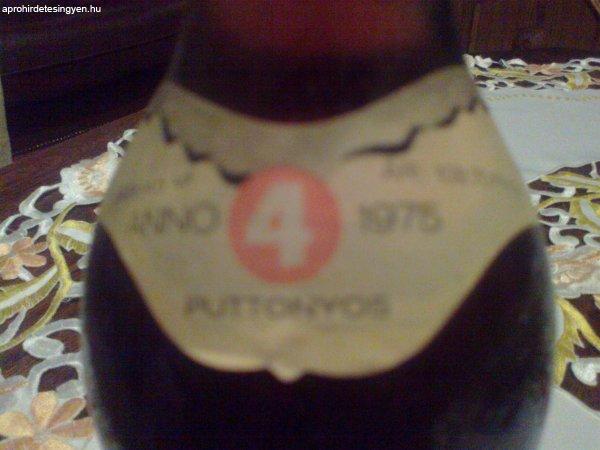 aprohirdetesingyen.hu
ANNO 4 1975
PUTTONYOS